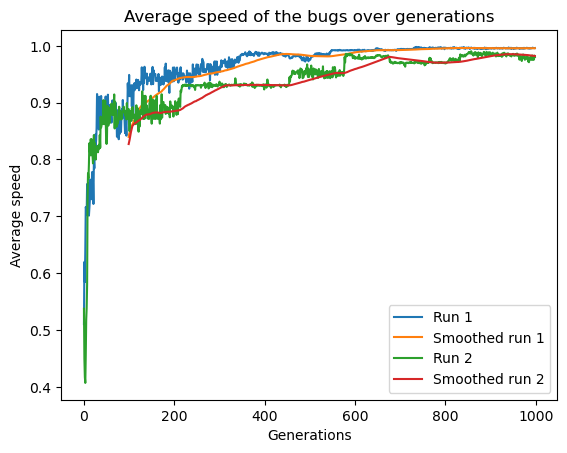 Average speed of the bugs over generations
1.0
0.9
0.8
0.7
0.6
0.5
0.4
Average speed
0
200
400
600
800
1000
Generations
Run 1
Smoothed run 1
Run 2
Smoothed run 2